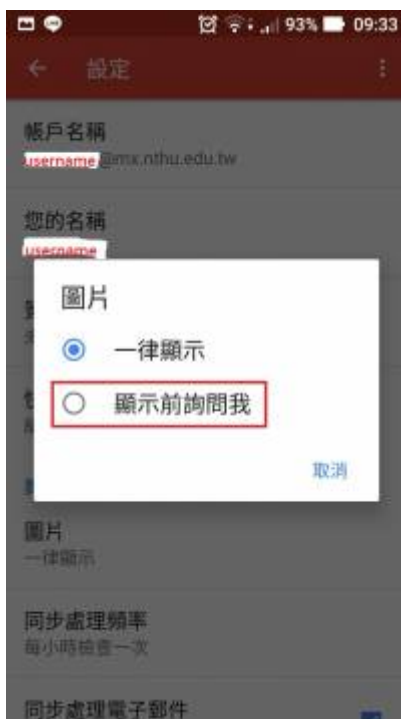 93% 09:33
設定
帳戶名稱
username @mx.nthu.edu.tw
您的名稱
username
圖片
一律顯示
顯示前詢問我
取消
圖片
一律顯示
同步處理頻率
每小時檢查一次
同步處理電子郵件